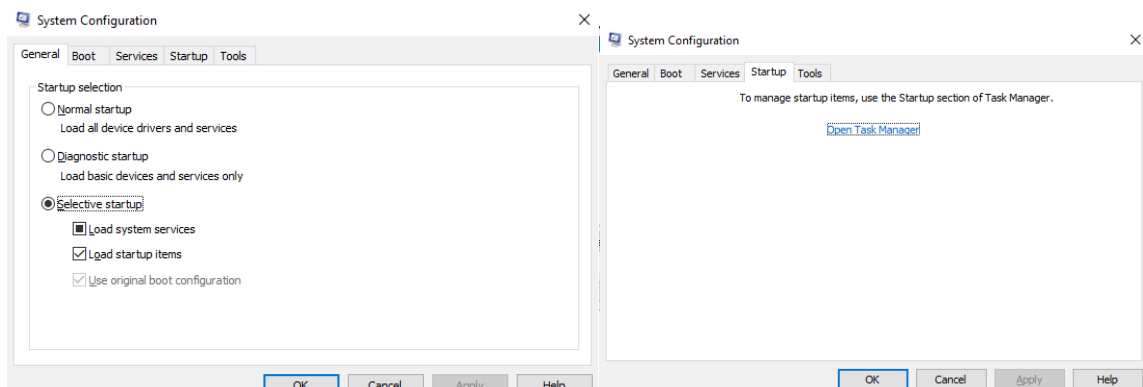 System Configuration
General Boot Services Startup Tools
Startup selection
Normal startup
Load all device drivers and services
Diagnostic startup
Load basic devices and services only
Selective startup
Load system services
Load startup items
Use original boot configuration
OK Cancel Apply Help
System Configuration
General Boot Services Startup Tools
To manage startup items, use the Startup section of Task Manager.
Open Task Manager
OK Cancel Apply Help